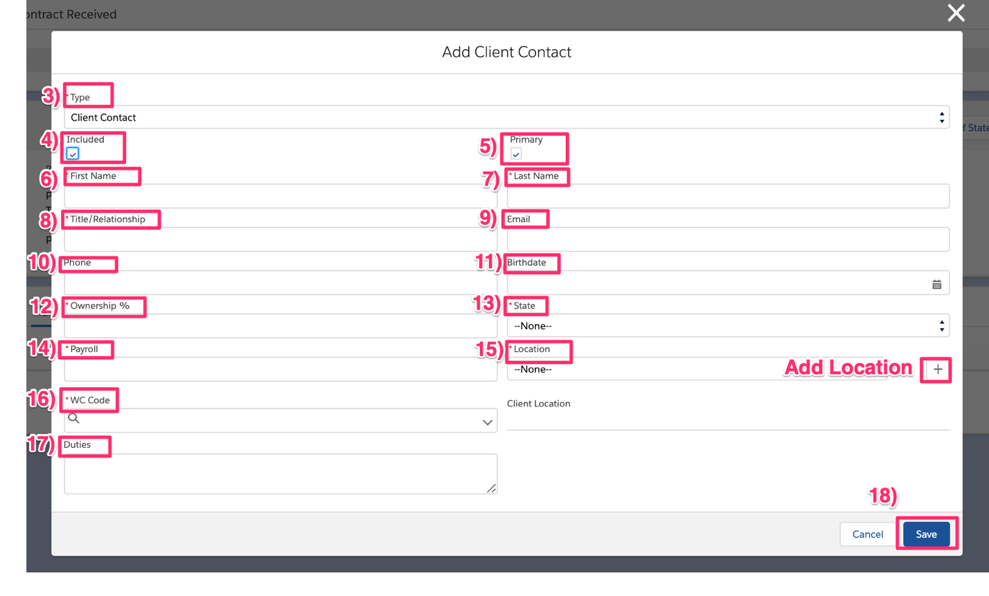 ontract Received
Add Client Contact
3) * Type
Client Contact
4) Included
5) Primary
6) * First Name
7) * Last Name
8) * Title/Relationship
9) Email
10) Phone
11) Birthdate
12) * Ownership %
13) * State
--None--
14) * Payroll
15) * Location
--None--
Add Location +
16) * WC Code
Client Location
17) Duties
18)
Cancel Save
f State